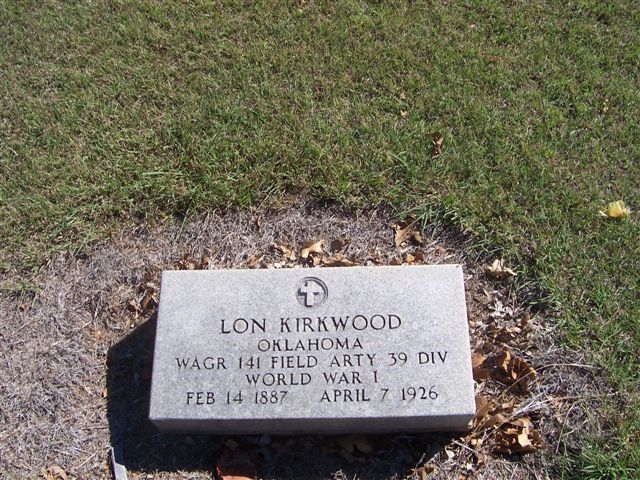 LON KIRKWOOD
OKLAHOMA
WAGR 141 FIELD ARTY 39 DIV
WORLD WAR I
FEB 14 1887 APRIL 7 1926